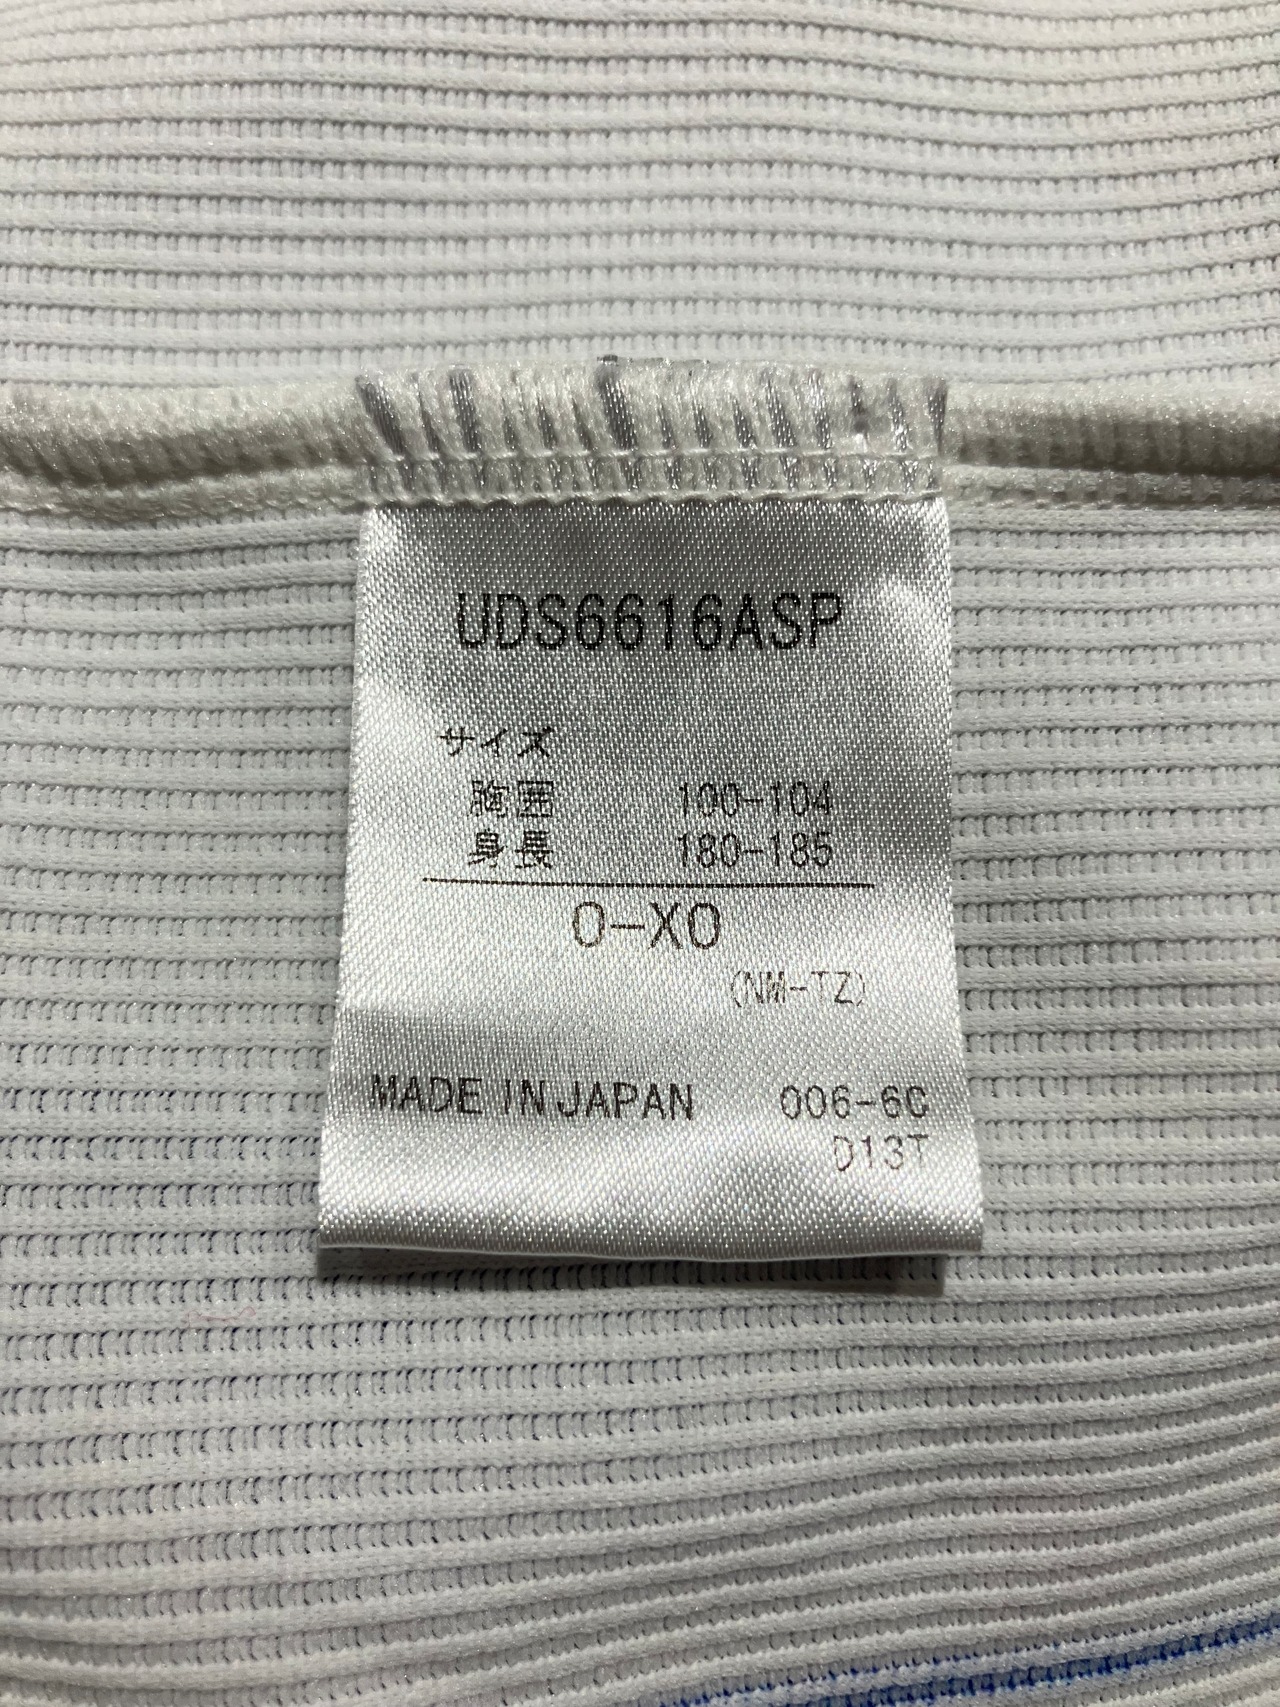 UDS6616ASP
サイズ
胸囲 100-104
身長 180-185
O-XO
(NM-TZ)
MADE IN JAPAN 006-6C
D13T